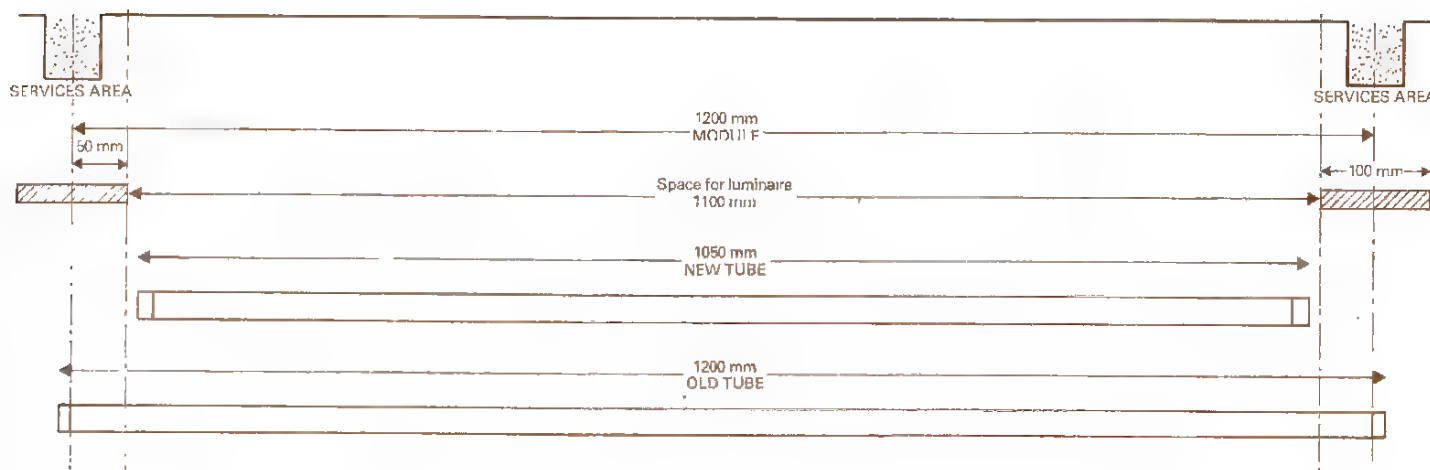 SERVICES AREA
SERVICES AREA
1200 mm
MODULE
50 mm
100 mm
Space for luminaire
1100 mm
1050 mm
NEW TUBE
1200 mm
OLD TUBE